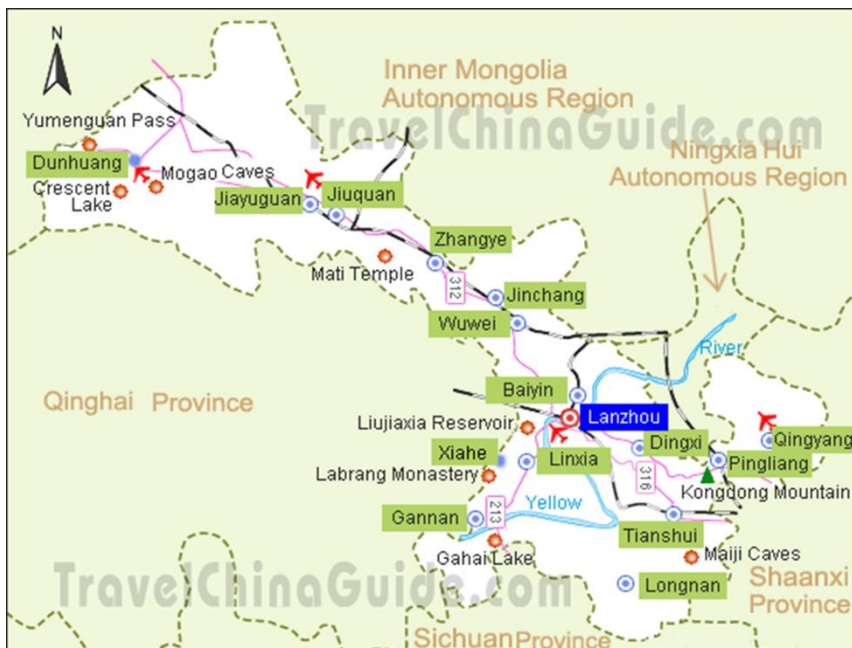 N
Inner Mongolia
Autonomous Region
TravelChinaGuide.com
Yumenguan Pass
Dunhuang
Mogao Caves
Crescent
Lake
Jiayuguan
Jiuquan
Ningxia Hui
Autonomous Region
Zhangye
Mati Temple
312
Jinchang
Wuwei
River
Qinghai Province
Baiyin
Liujiaxia Reservoir
Lanzhou
Dingxi
Qingyang
Xiahe
Linxia
Pingliang
Labrang Monastery
316
Kongdong Mountain
213
Yellow
Gannan
Tianshui
Gahai Lake
Maiji Caves
TravelChinaGuide.com
Longnan
Shaanxi
Province
Sichuan Province